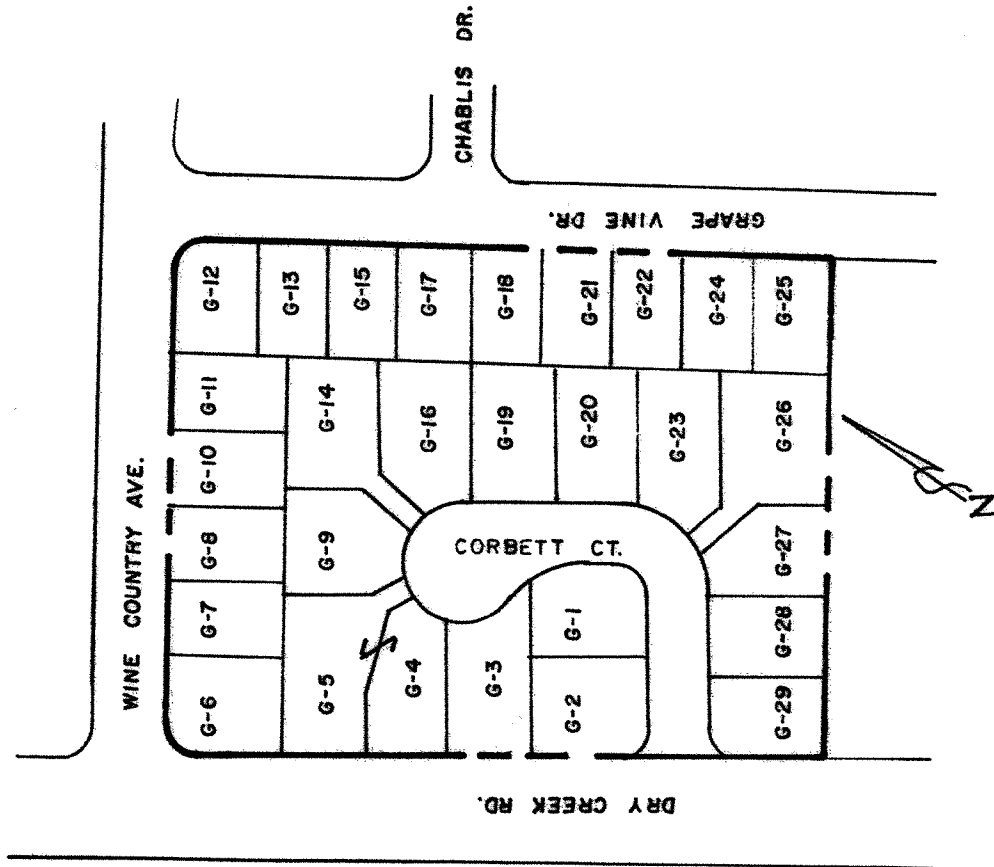 CHABLIS DR.
GRAPE VINE DR.
WINE COUNTRY AVE.
G-12
G-13
G-15
G-17
G-18
G-21
G-22
G-24
G-25
G-11
G-14
G-16
G-19
G-20
G-23
G-26
G-10
G-8
G-9
CORBETT CT.
G-27
G-7
G-1
G-28
G-6
G-5
G-4
G-3
G-2
G-29
DRY CREEK RD.
N